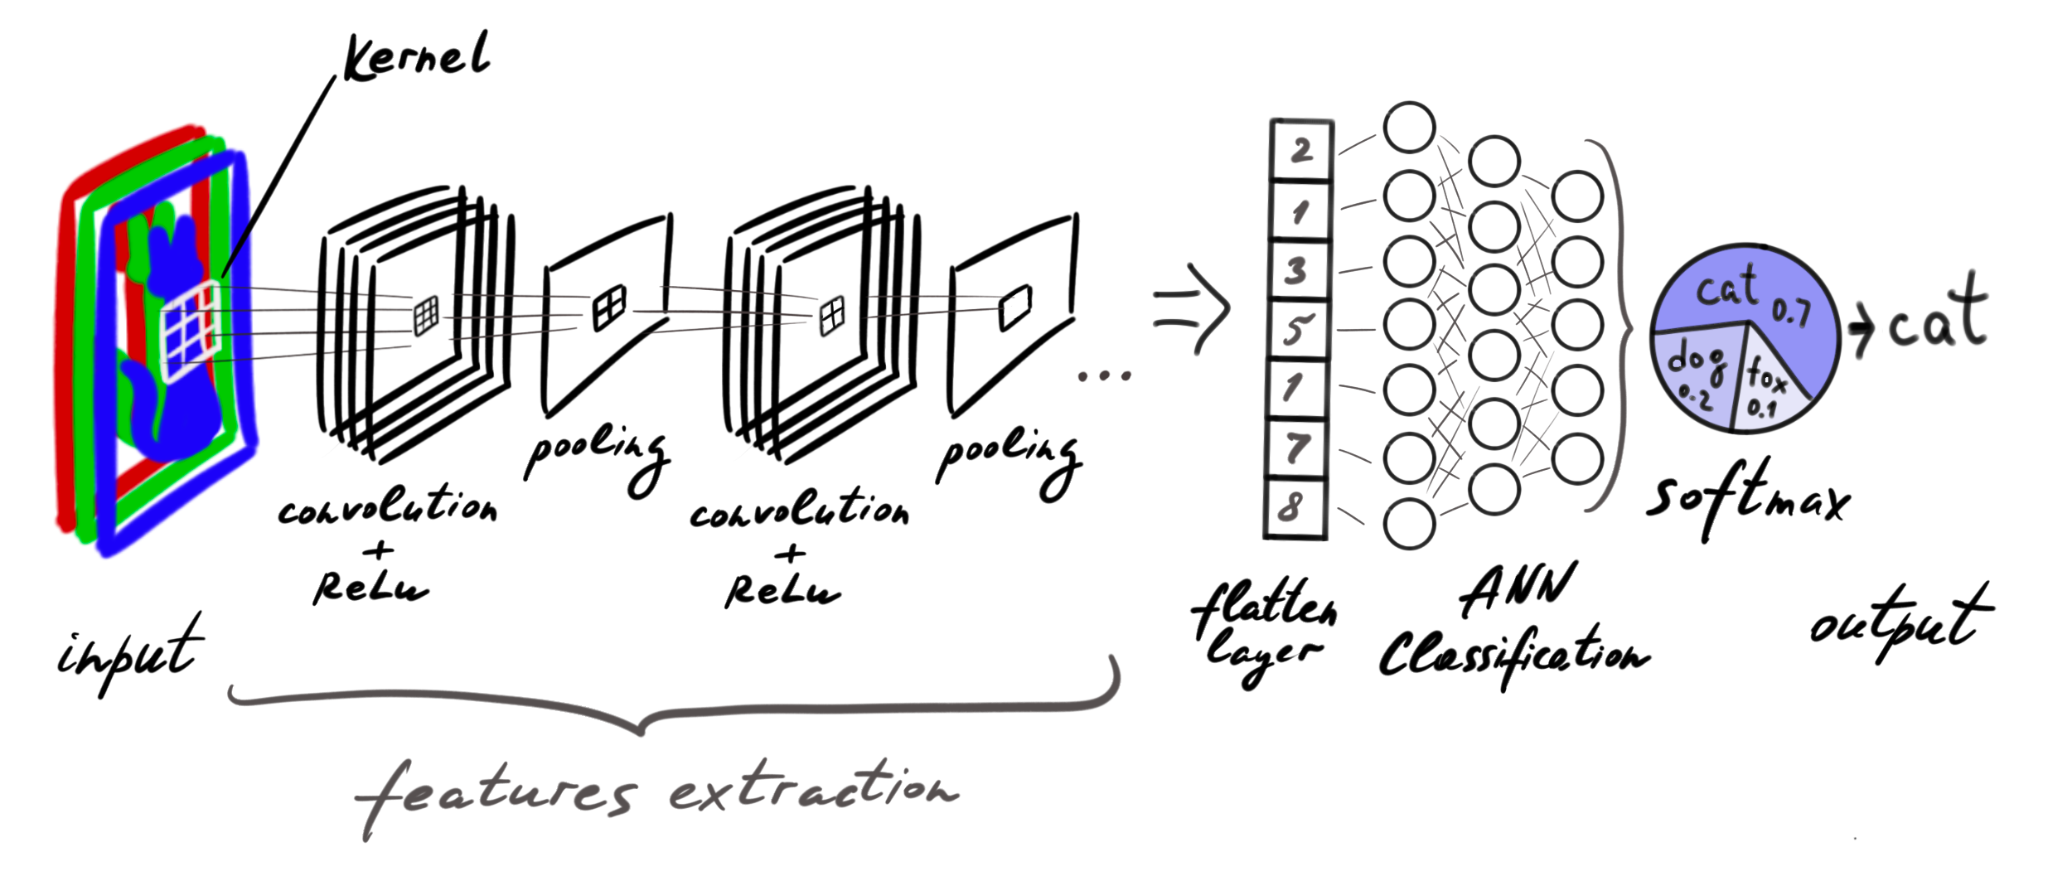 Kernel
input
convolution
+
ReLu
pooling
convolution
+
ReLu
pooling
...
features extraction
2
1
3
5
1
7
8
flatten
layer
ANN
Classification
cat 0.7
dog
0.2
fox
0.1
softmax
cat
output